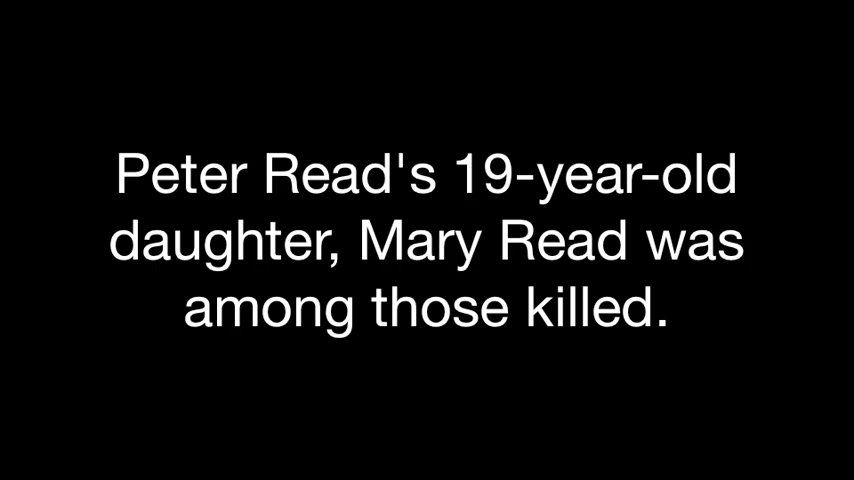 Peter Read's 19-year-old
daughter, Mary Read was
among those killed.